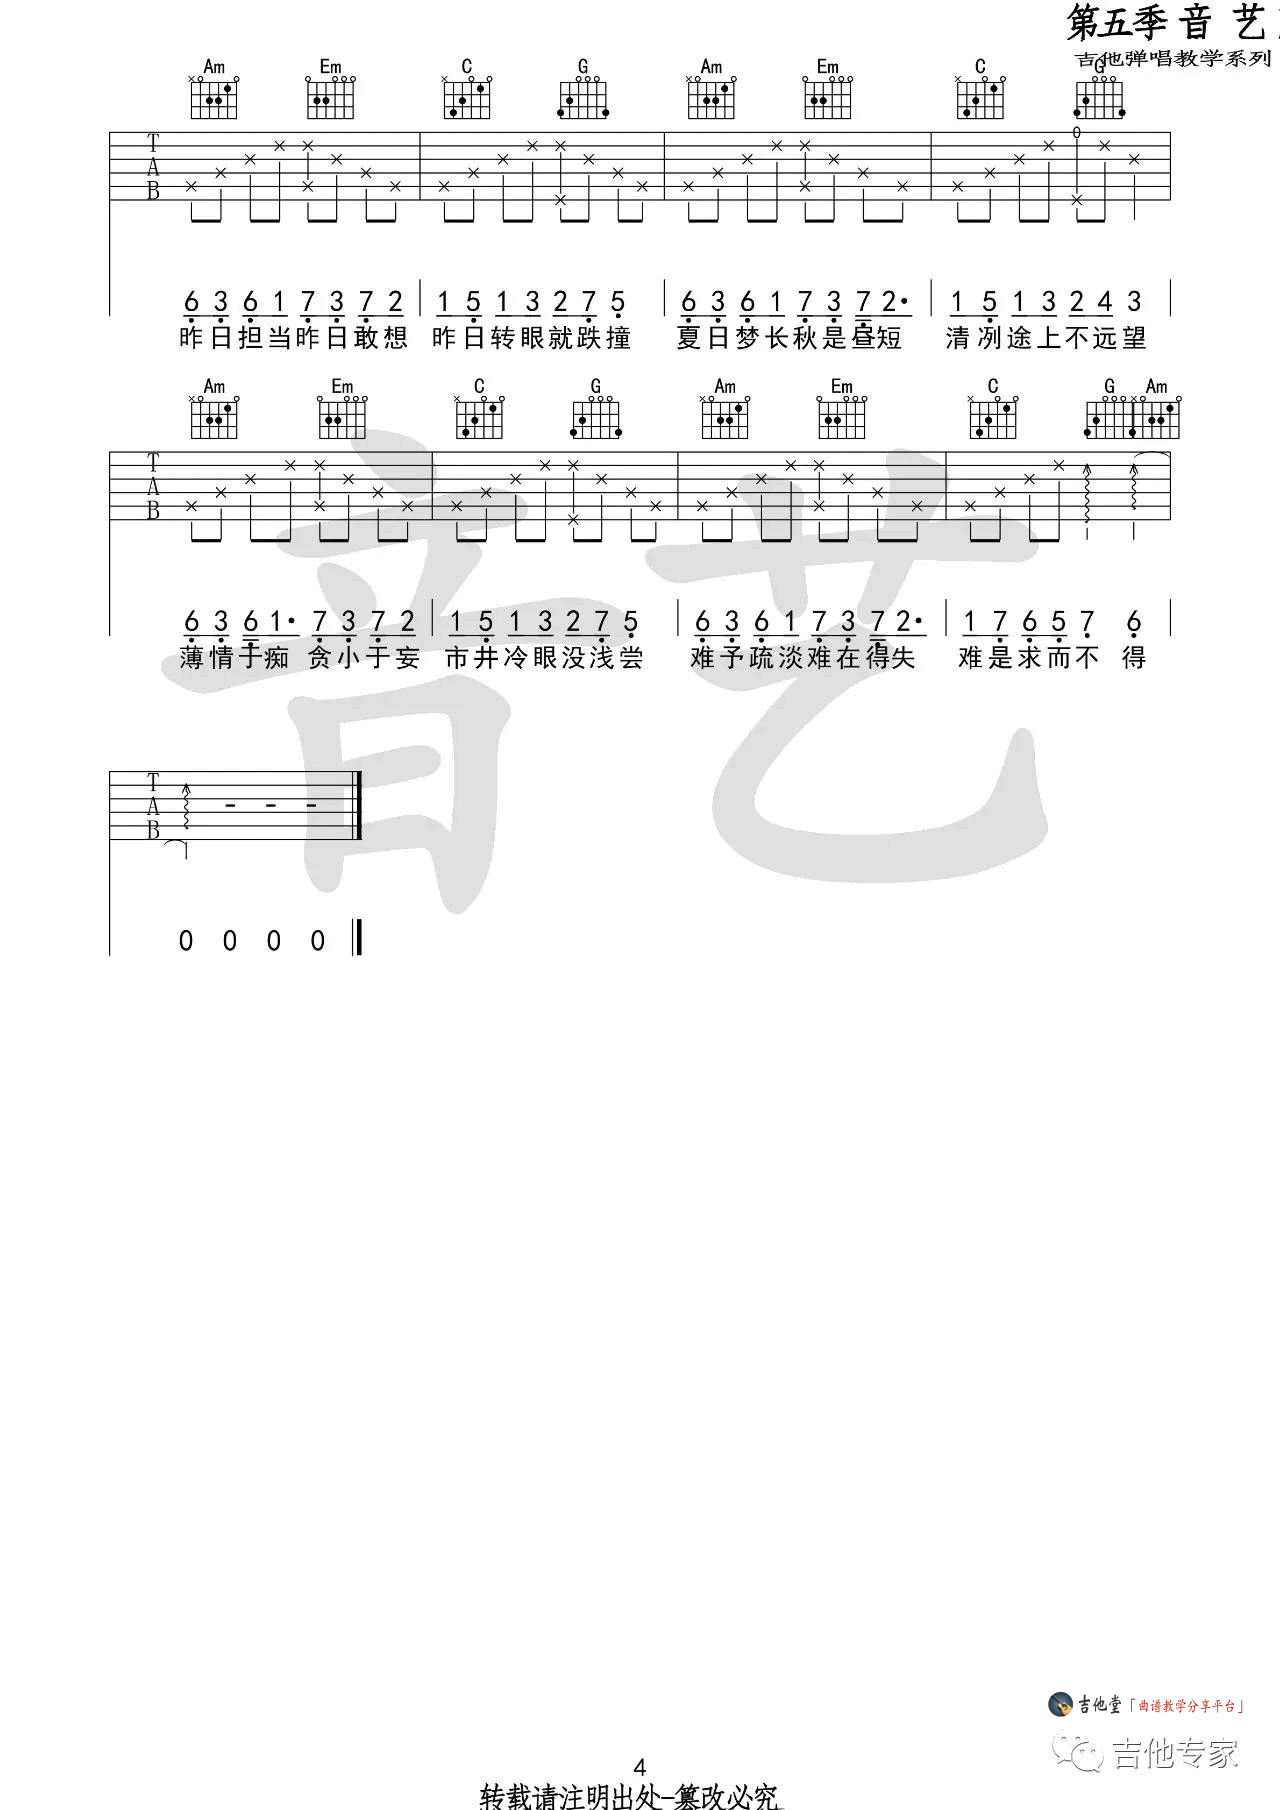 第五季音 艺
吉他弹唱教学系列
Am Em C G Am Em C G
T A B
0
6 3 6 1 7 3 7 2 1 5 1 3 2 7 5 6 3 6 1 7 3 7 2· 1 5 1 3 2 4 3
昨日担当昨日敢想 昨日转眼就跌撞 夏日梦长秋是昼短 清冽途上不远望
Am Em C G Am Em C G Am
T A B
6 3 6 1· 7 3 7 2 1 5 1 3 2 7 5 6 3 6 1 7 3 7 2· 1 7 6 5 7 6
薄情于痴 贪小于妄 市井冷眼没浅尝 难予疏淡难在得失 难是求而不 得
T A B
- - -
0 0 0 0
音艺
吉他堂「曲谱教学分享平台」
吉他专家
4
转载请注明出处-篡改必究